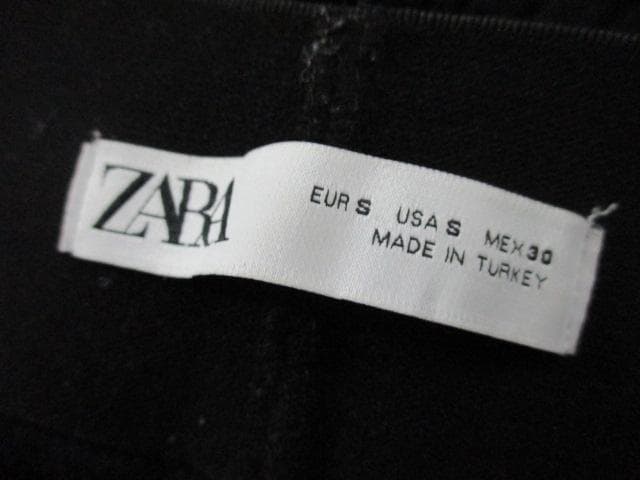 ZARA
EUR S USA S MEX 30
MADE IN TURKEY